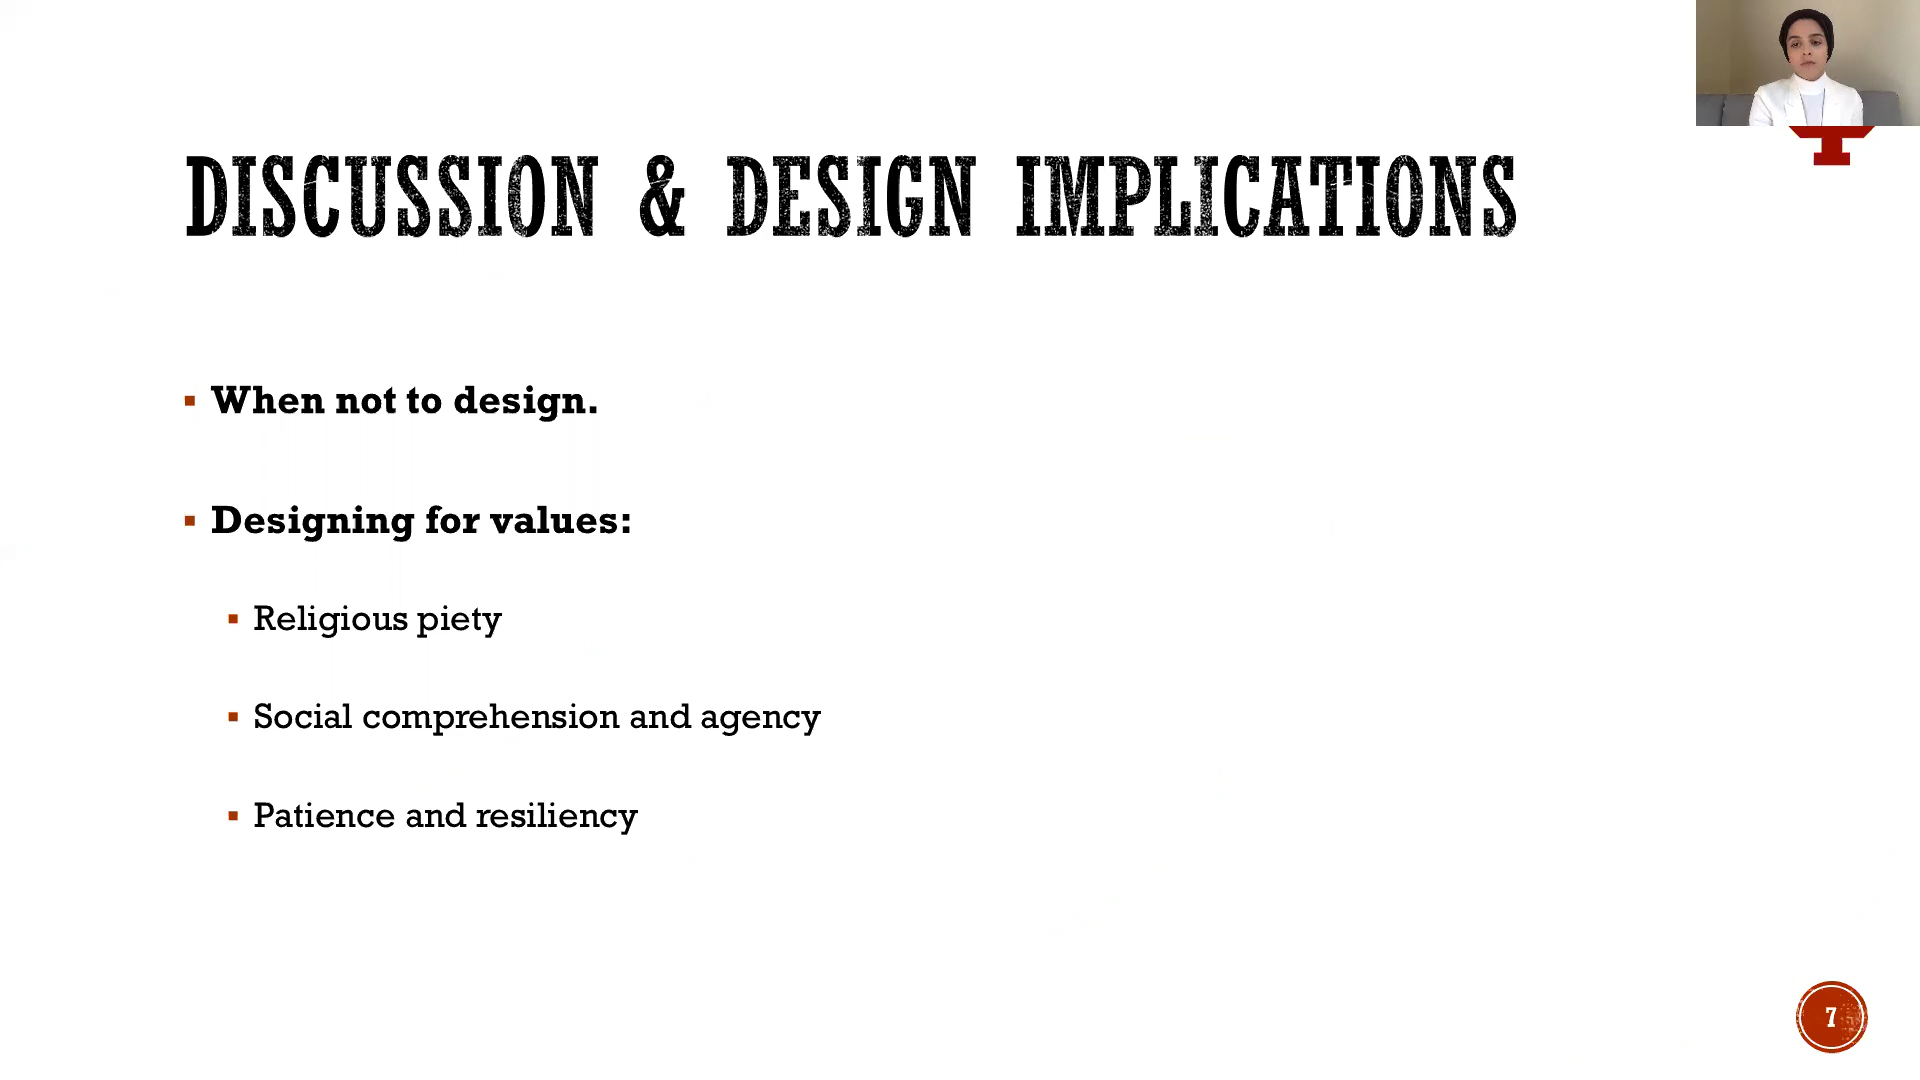 DISCUSSION & DESIGN IMPLICATIONS
When not to design.
Designing for values:
Religious piety
Social comprehension and agency
Patience and resiliency
7